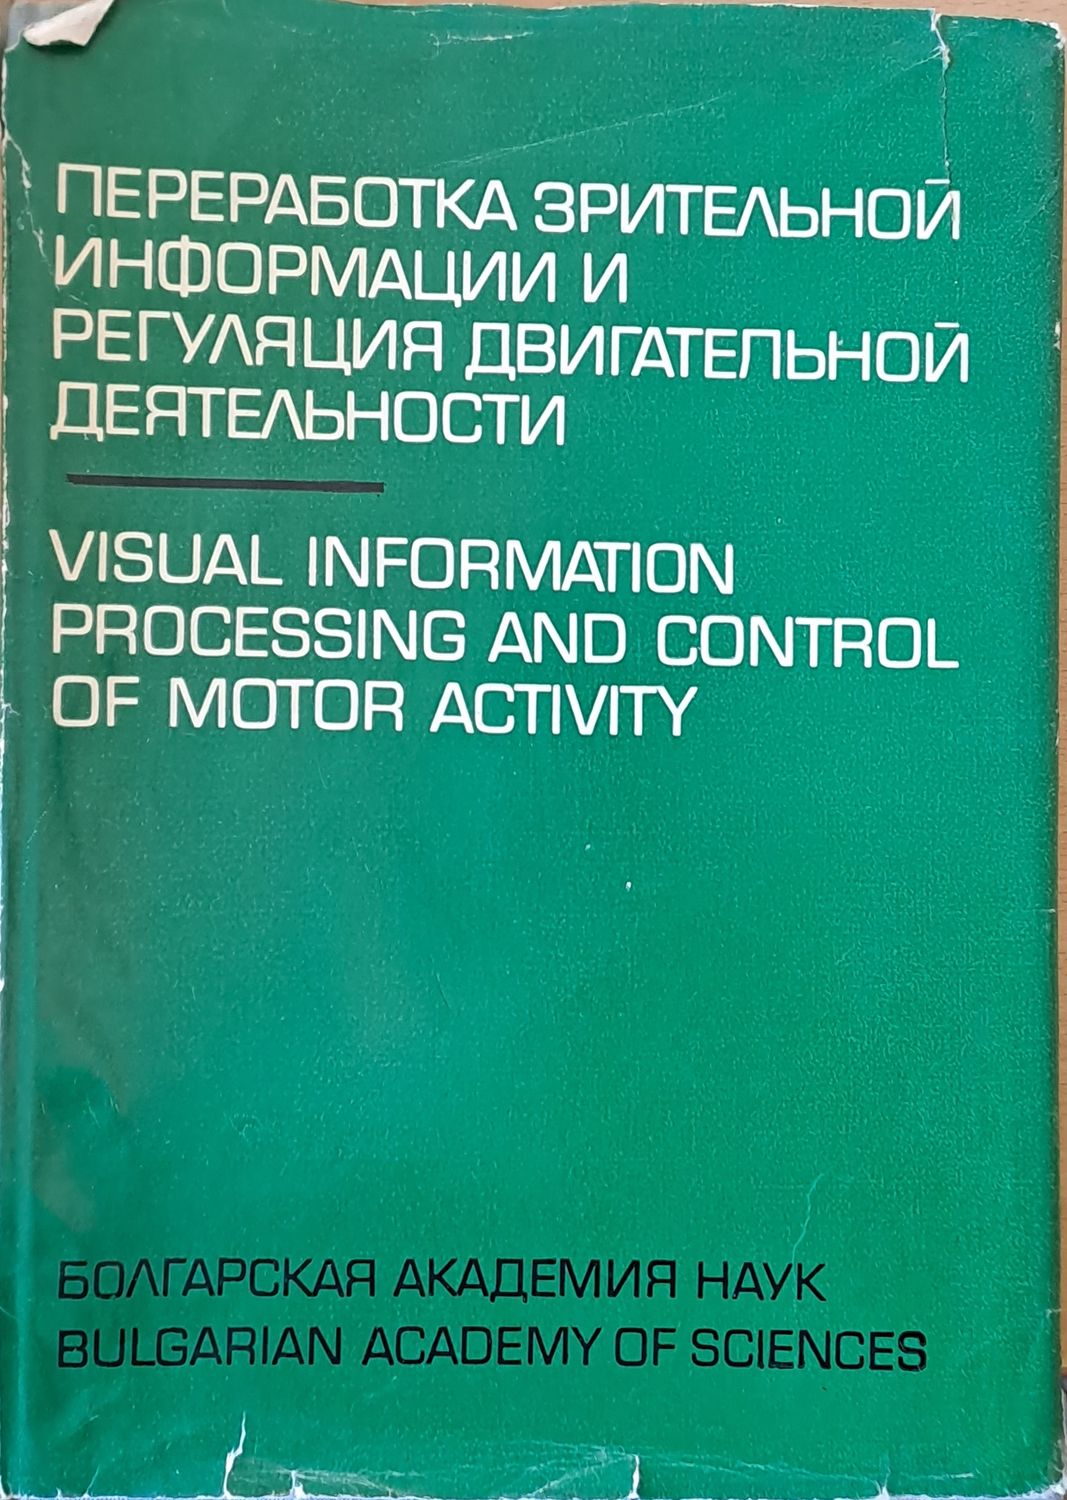 ПЕРЕРАБОТКА ЗРИТЕЛЬНОЙ
ИНФОРМАЦИИ И
РЕГУЛЯЦИЯ ДВИГАТЕЛЬНОЙ
ДЕЯТЕЛЬНОСТИ
VISUAL INFORMATION
PROCESSING AND CONTROL
OF MOTOR ACTIVITY
БОЛГАРСКАЯ АКАДЕМИЯ НАУК
BULGARIAN ACADEMY OF SCIENCES